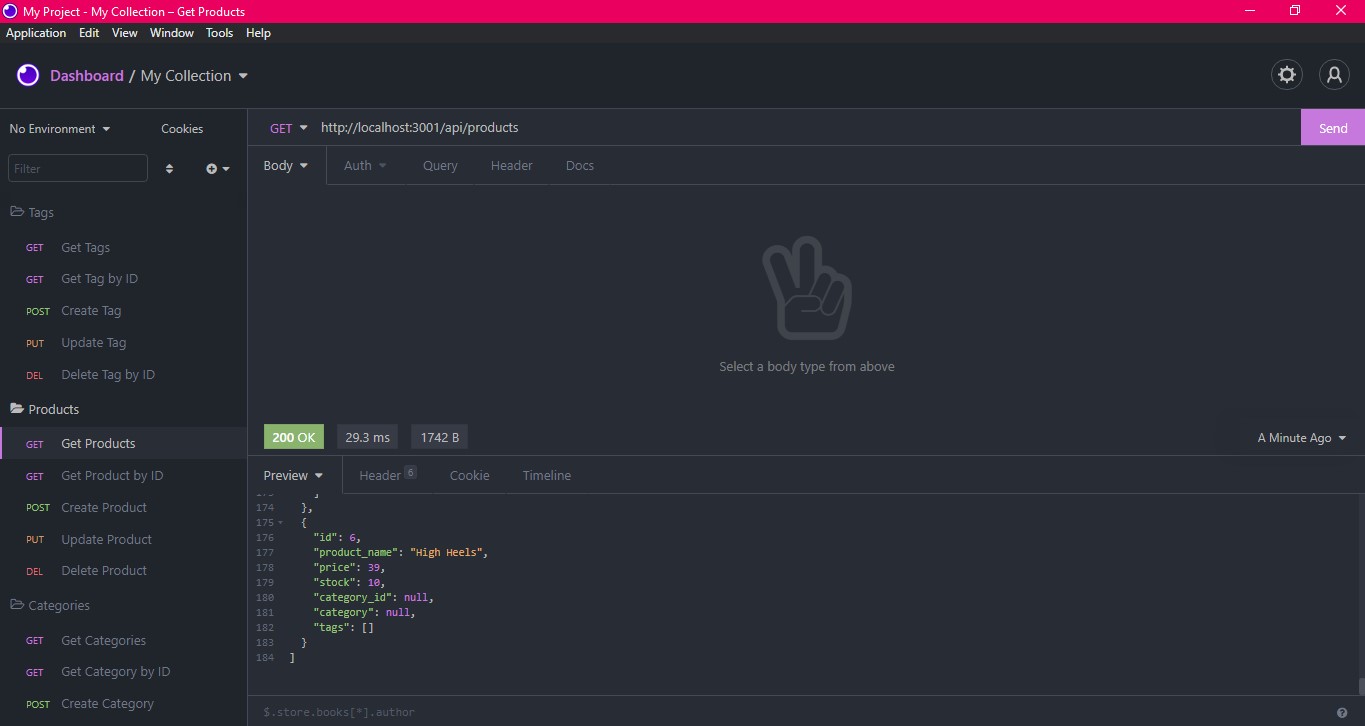 My Project - My Collection – Get Products
Application Edit View Window Tools Help
Dashboard / My Collection
No Environment Cookies
Filter
Tags
GET Get Tags
GET Get Tag by ID
POST Create Tag
PUT Update Tag
DEL Delete Tag by ID
Products
GET Get Products
GET Get Product by ID
POST Create Product
PUT Update Product
DEL Delete Product
Categories
GET Get Categories
GET Get Category by ID
POST Create Category
GET http://localhost:3001/api/products Send
Body Auth Query Header Docs
Select a body type from above
200 OK 29.3 ms 1742 B A Minute Ago
Preview Header 6 Cookie Timeline
174 },
175 {
176 "id": 6,
177 "product_name": "High Heels",
178 "price": 39,
179 "stock": 10,
180 "category_id": null,
181 "category": null,
182 "tags": []
183 }
184 ]
$.store.books[*].author